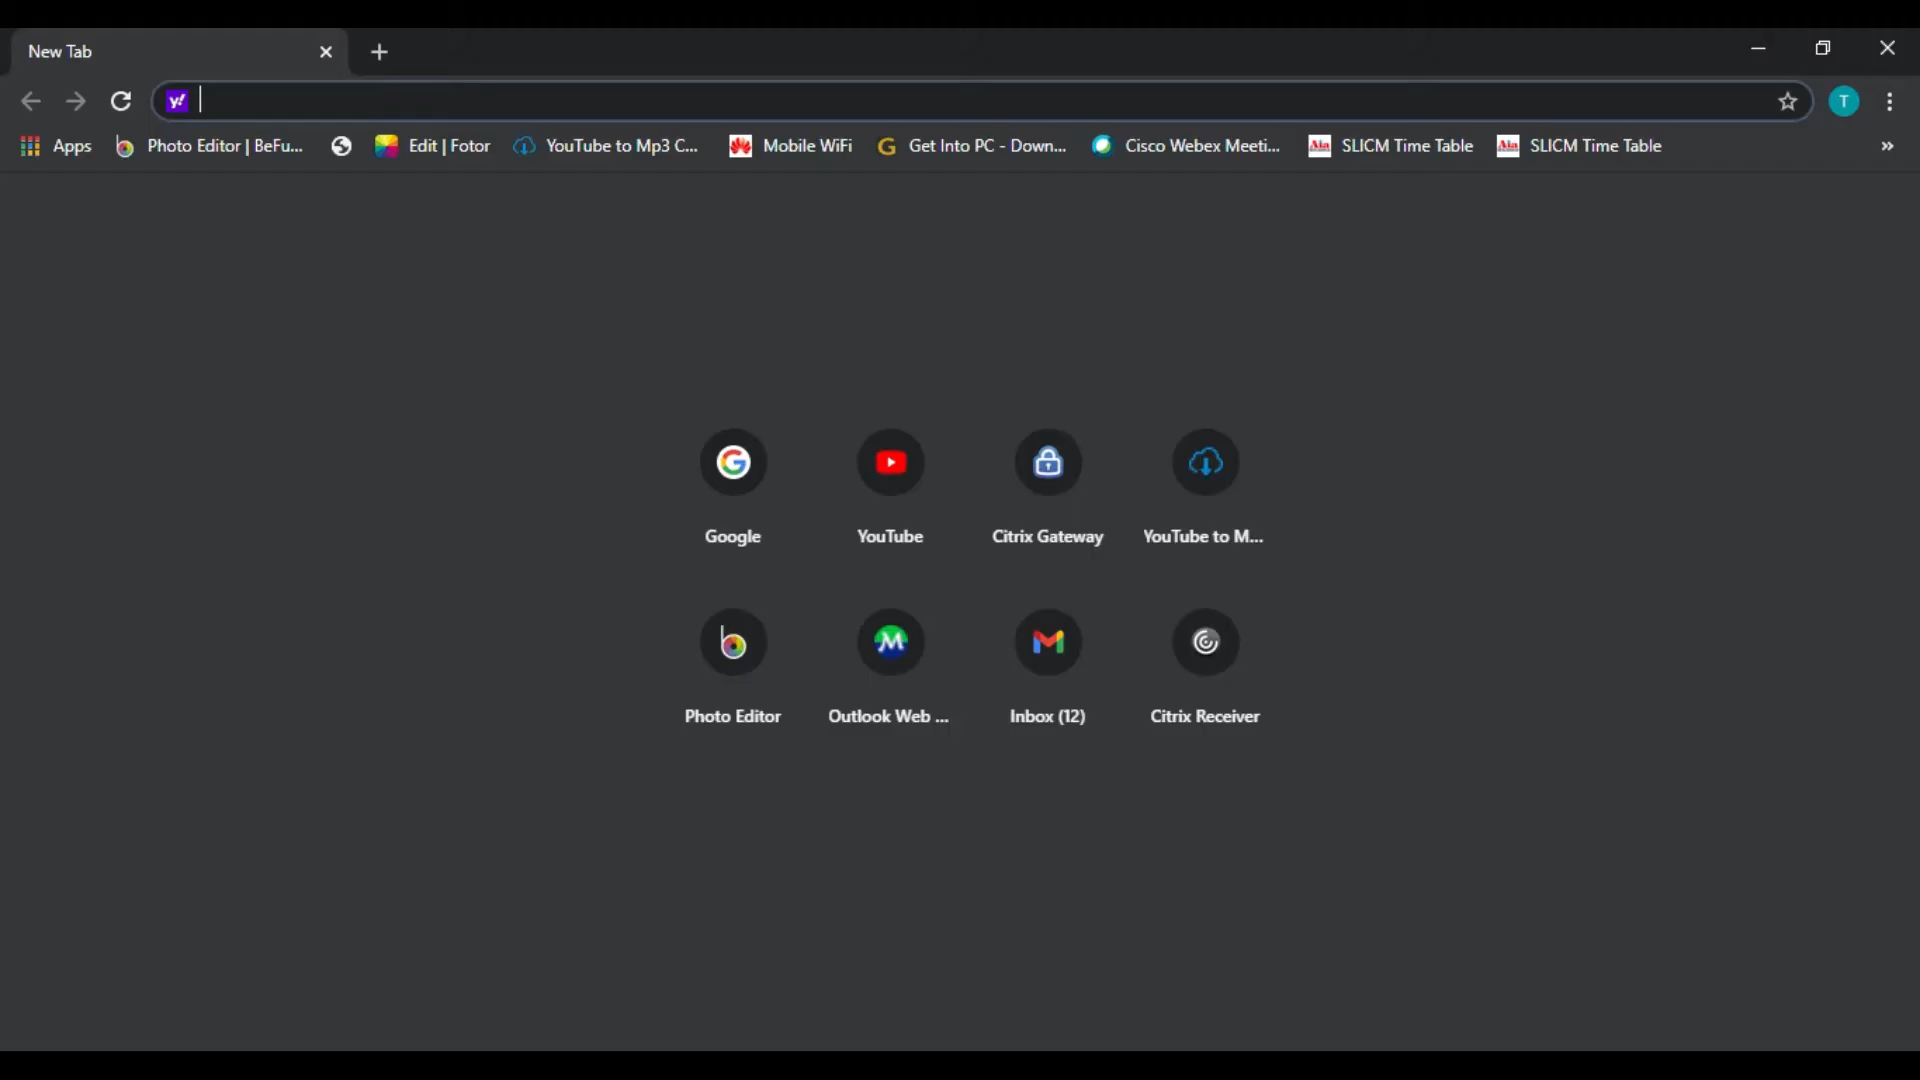 New Tab
Apps Photo Editor | BeFu... Edit | Fotor YouTube to Mp3 C... Mobile WiFi Get Into PC - Down... Cisco Webex Meeti... SLICM Time Table SLICM Time Table »
Google YouTube Citrix Gateway YouTube to M...
Photo Editor Outlook Web ... Inbox (12) Citrix Receiver
y!
T